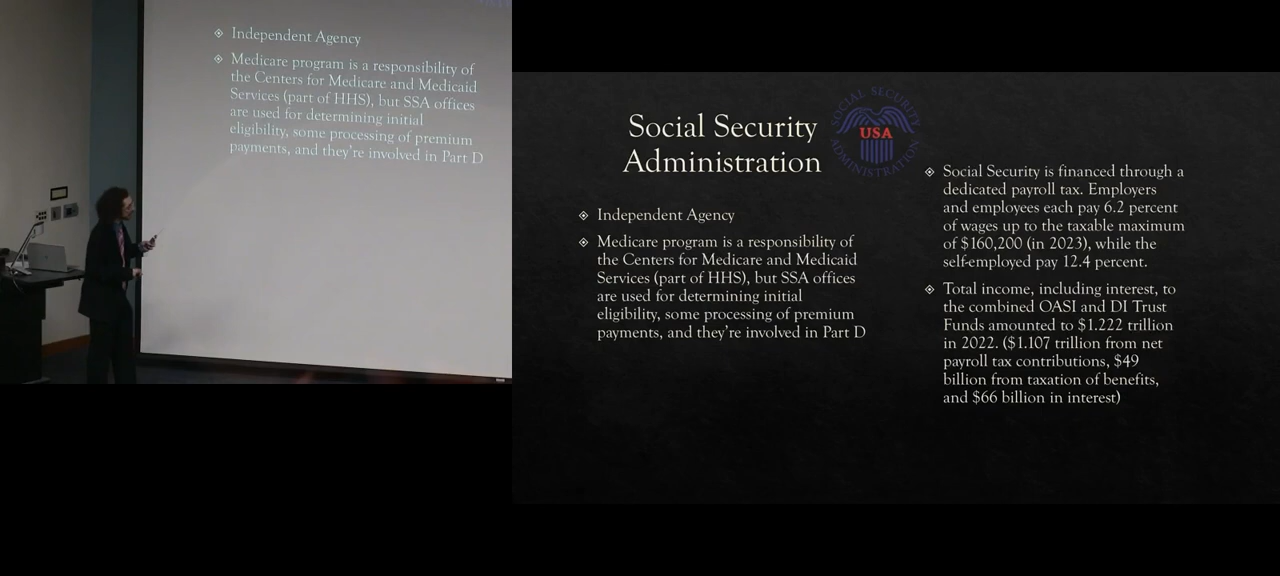 Independent Agency
Medicare program is a responsibility of
the Centers for Medicare and Medicaid
Services (part of HHS), but SSA offices
are used for determining initial
eligibility, some processing of premium
payments, and they're involved in Part D
Social Security
Administration
SOCIAL SECURITY
USA
ADMINISTRATION
Independent Agency
Medicare program is a responsibility of
the Centers for Medicare and Medicaid
Services (part of HHS), but SSA offices
are used for determining initial
eligibility, some processing of premium
payments, and they're involved in Part D
Social Security is financed through a
dedicated payroll tax. Employers
and employees each pay 6.2 percent
of wages up to the taxable maximum
of $160,200 (in 2023), while the
self-employed pay 12.4 percent.
Total income, including interest, to
the combined OASI and DI Trust
Funds amounted to $1.222 trillion
in 2022. ($1.107 trillion from net
payroll tax contributions, $49
billion from taxation of benefits,
and $66 billion in interest)